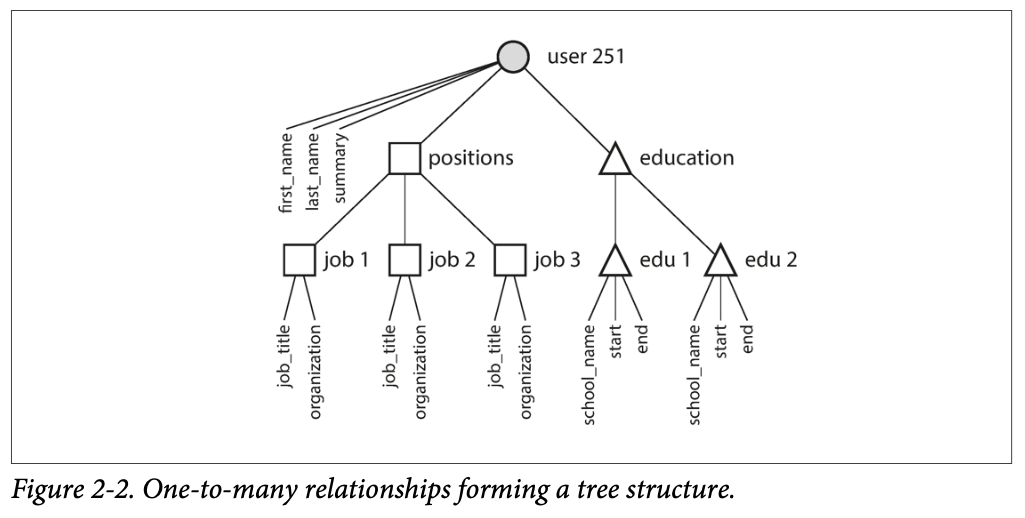 user 251
first_name
last_name
summary
positions
education
job 1
job 2
job 3
edu 1
edu 2
job_title
organization
job_title
organization
job_title
organization
school_name
start
end
school_name
start
end
Figure 2-2. One-to-many relationships forming a tree structure.